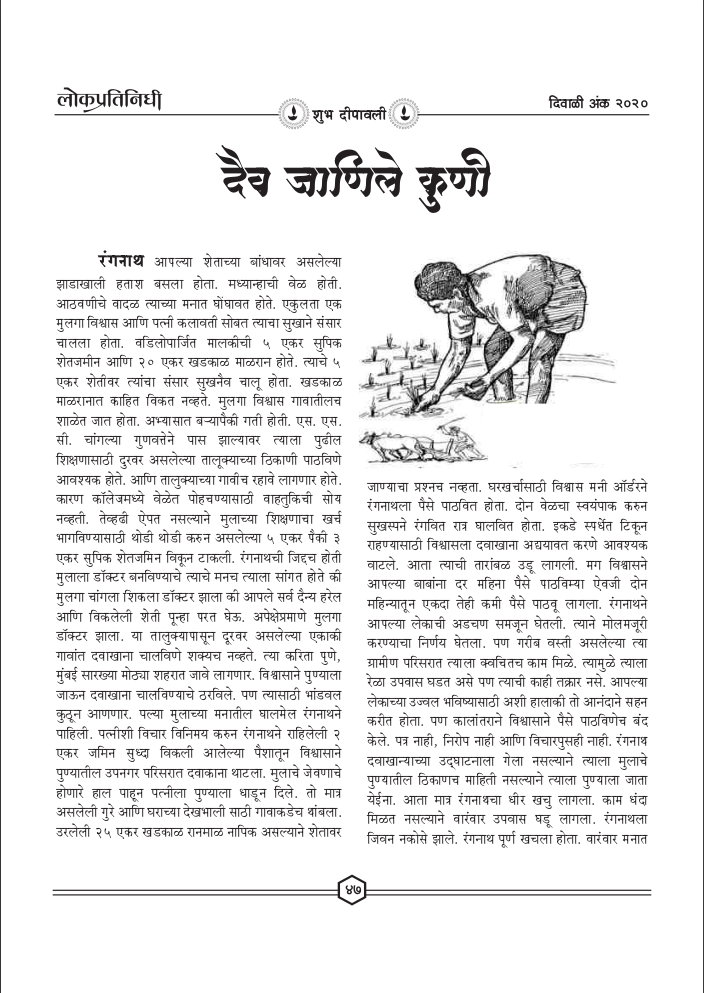 लोकप्रतिनिधी
शुभ दीपावली
दिवाळी अंक २०२०
दैव जाणिले कुणी
रंगनाथ आपल्या शेताच्या बांधावर असलेल्या
झाडाखाली हताश बसला होता. मध्यान्हाची वेळ होती.
आठवणीचे वादळ त्याच्या मनात घोंघावत होते. एकुलता एक
मुलगा विश्वास आणि पत्नी कलावती सोबत त्याचा सुखाने संसार
चालला होता. वडिलोपार्जित मालकीची ५ एकर सुपिक
शेतजमीन आणि २० एकर खडकाळ माळरान होते. त्याचे ५
एकर शेतीवर त्यांचा संसार सुखनैव चालू होता. खडकाळ
माळरानात काहित विकत नव्हते. मुलगा विश्वास गावातीलच
शाळेत जात होता. अभ्यासात बऱ्यापैकी गती होती. एस. एस.
सी. चांगल्या गुणवत्तेने पास झाल्यावर त्याला पुढील
शिक्षणासाठी दुरवर असलेल्या तालूक्याच्या ठिकाणी पाठविणे
आवश्यक होते. आणि तालुक्याच्या गावीच रहावे लागणार होते.
कारण कॉलेजमध्ये वेळेत पोहचण्यासाठी वाहतुकिची सोय
नव्हती. तेव्हढी ऐपत नसल्याने मुलाच्या शिक्षणाचा खर्च
भागविण्यासाठी थोडी थोडी करुन असलेल्या ५ एकर पैकी ३
एकर सुपिक शेतजमिन विकून टाकली. रंगनाथची जिद्दच होती
मुलाला डॉक्टर बनविण्याचे त्याचे मनच त्याला सांगत होते की
मुलगा चांगला शिकला डॉक्टर झाला की आपले सर्व दैन्य हरेल
आणि विकलेली शेती पून्हा परत घेऊ. अपेक्षेप्रमाणे मुलगा
डॉक्टर झाला. या तालुक्यापासून दूरवर असलेल्या एकाकी
गावांत दवाखाना चालविणे शक्यच नव्हते. त्या करिता पुणे,
मुंबई सारख्या मोठ्या शहरात जावे लागणार. विश्वासाने पुण्याला
जाऊन दवाखाना चालविण्याचे ठरविले. पण त्यासाठी भांडवल
कुठून आणणार. पल्या मुलाच्या मनातील घालमेल रंगनाथने
पाहिली. पत्नीशी विचार विनिमय करुन रंगनाथने राहिलेली २
एकर जमिन सुध्दा विकली आलेल्या पैशातून विश्वासाने
पुण्यातील उपनगर परिसरात दवाकाना थाटला. मुलाचे जेवणाचे
होणारे हाल पाहून पत्नीला पुण्याला धाडून दिले. तो मात्र
असलेली गुरे आणि घराच्या देखभाली साठी गावाकडेच थांबला.
उरलेली २५ एकर खडकाळ रानमाळ नापिक असल्याने शेतावर
जाण्याचा प्रश्नच नव्हता. घरखर्चासाठी विश्वास मनी ऑर्डरने
रंगनाथला पैसे पाठवित होता. दोन वेळचा स्वयंपाक करुन
सुखस्पने रंगवित रात्र घालवित होता. इकडे स्पर्धेत टिकून
राहण्यासाठी विश्वासला दवाखाना अद्ययावत करणे आवश्यक
वाटले. आता त्याची तारांबळ उडू लागली. मग विश्वासने
आपल्या बाबांना दर महिना पैसे पाठविम्या ऐवजी दोन
महिन्यातून एकदा तेही कमी पैसे पाठवू लागला. रंगनाथने
आपल्या लेकाची अडचण समजून घेतली. त्याने मोलमजूरी
करण्याचा निर्णय घेतला. पण गरीब वस्ती असलेल्या त्या
ग्रामीण परिसरात त्याला क्वचितच काम मिळे. त्यामुळे त्याला
रेळा उपवास घडत असे पण त्याची काही तक्रार नसे. आपल्या
लेकाच्या उज्वल भविष्यासाठी अशी हालाकी तो आनंदाने सहन
करीत होता. पण कालांतराने विश्वासाने पैसे पाठविणेच बंद
केले. पत्र नाही, निरोप नाही आणि विचारपुसही नाही. रंगनाथ
दवाखान्याच्या उद्‌घाटनाला गेला नसल्याने त्याला मुलाचे
पुण्यातील ठिकाणच माहिती नसल्याने त्याला पुण्याला जाता
येईना. आता मात्र रंगनाथचा धीर खचु लागला. काम धंदा
मिळत नसल्याने वारंवार उपवास घडू लागला. रंगनाथला
जिवन नकोसे झाले. रंगनाथ पूर्ण खचला होता. वारंवार मनात
४७